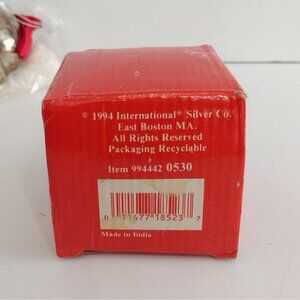 © 1994 International® Silver Co.
East Boston MA.
All Rights Reserved
Packaging Recyclable
Item 994442 0530
0 11477 18523 7
Made in India